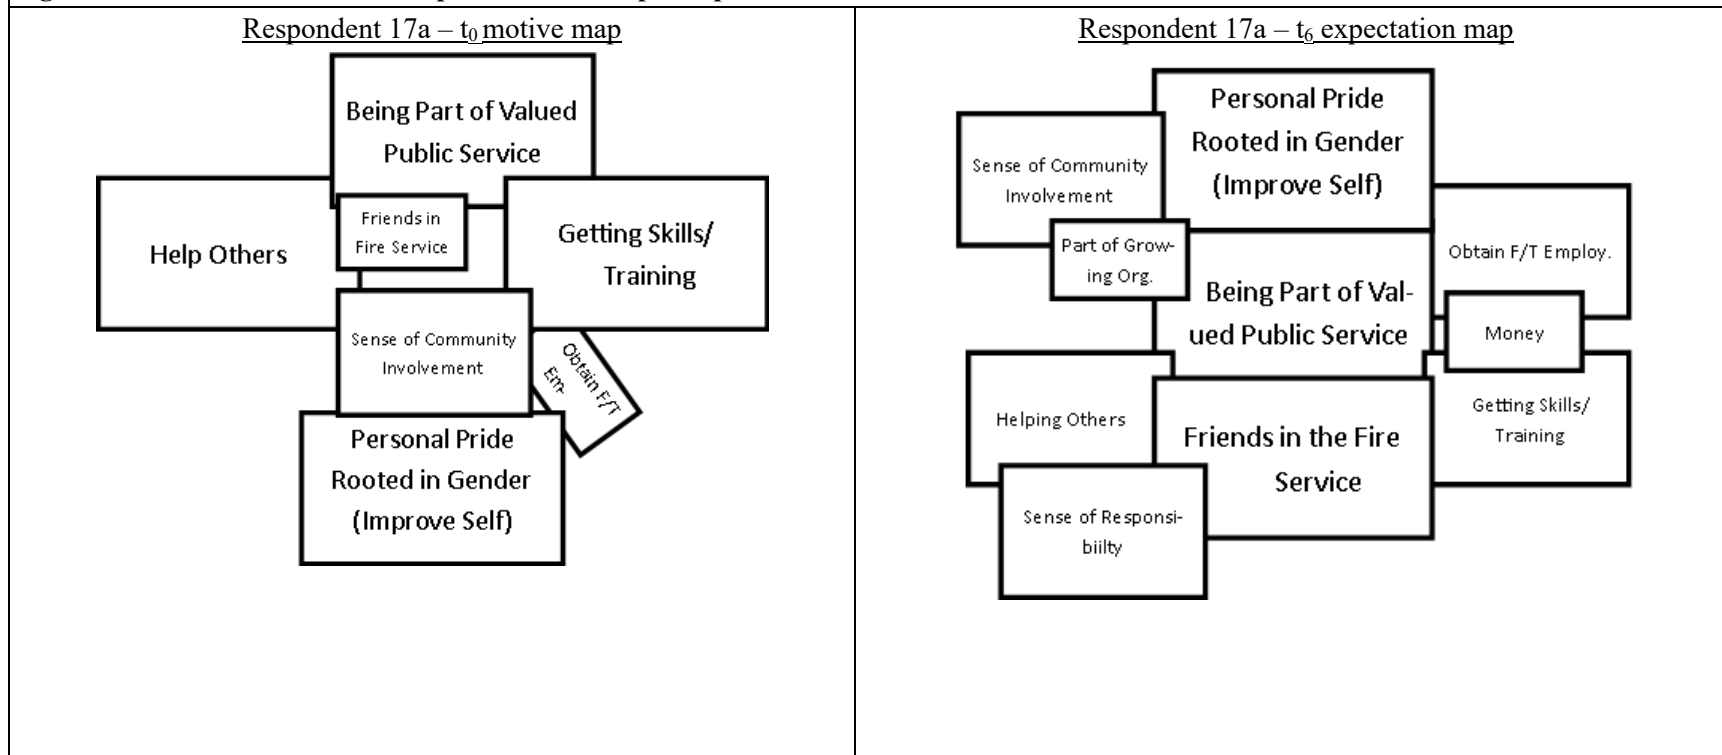 Respondent 17a – t0 motive map
Being Part of Valued
Public Service
Help Others
Friends in
Fire Service
Getting Skills/
Training
Sense of Community
Involvement
Obtain F/T
Em-
Personal Pride
Rooted in Gender
(Improve Self)
Respondent 17a – t6 expectation map
Personal Pride
Rooted in Gender
(Improve Self)
Sense of Community
Involvement
Part of Grow-
ing Org.
Obtain F/T Employ.
Being Part of Val-
ued Public Service
Money
Helping Others
Friends in the Fire
Service
Getting Skills/
Training
Sense of Responsi-
biilty